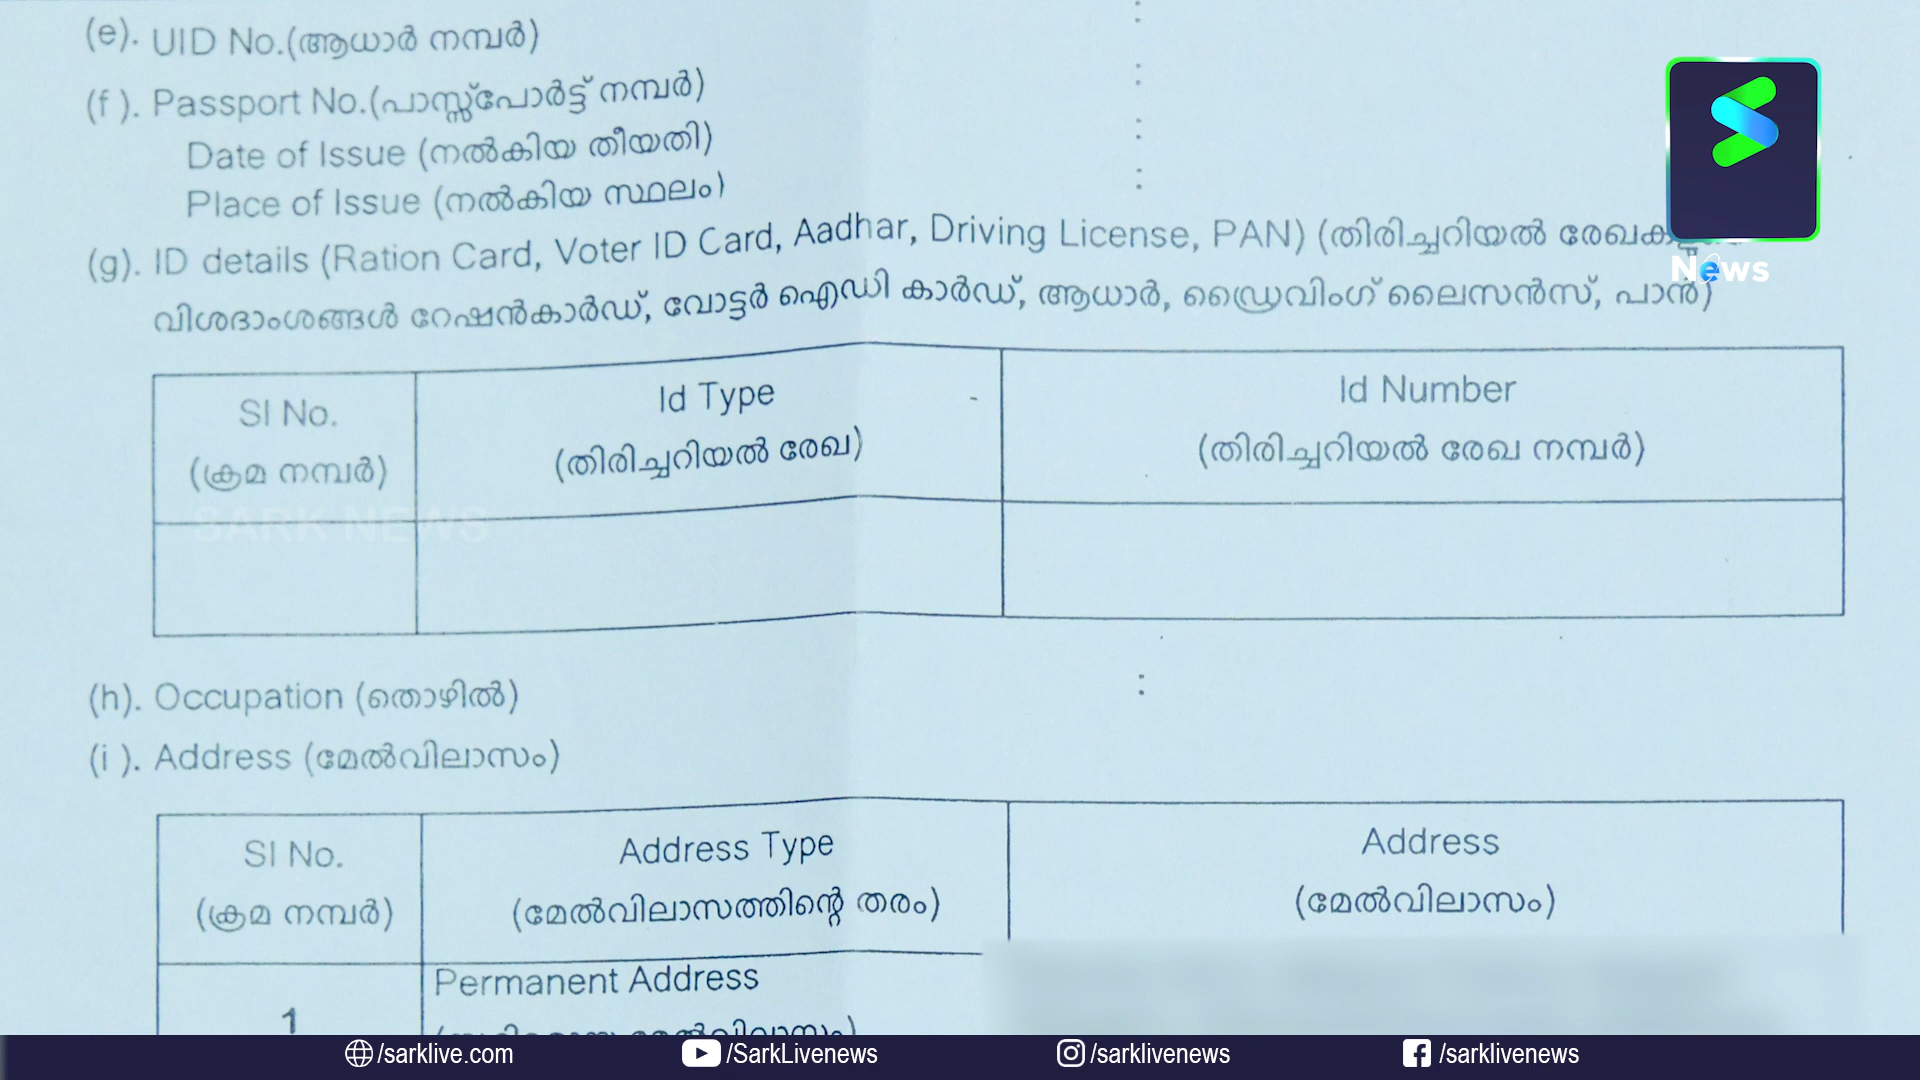 (e). UID No.(ആധാർ നമ്പർ) :
(f ). Passport No.(പാസ്സ്പോർട്ട് നമ്പർ) :
Date of Issue (നൽകിയ തീയതി) :
Place of Issue (നൽകിയ സ്ഥലം) :
(g). ID details (Ration Card, Voter ID Card, Aadhar, Driving License, PAN) (തിരിച്ചറിയൽ
വിശദാംശങ്ങൾ റേഷൻകാർഡ്, വോട്ടർ ഐഡി കാർഡ്, ആധാർ, ഡ്രൈവിംഗ് ലൈസൻസ്, പാൻ)
News
Sl No.
(ക്രമ നമ്പർ)
Id Type
(തിരിച്ചറിയൽ രേഖ)
Id Number
(തിരിച്ചറിയൽ രേഖ നമ്പർ)
SARK NEWS
(h). Occupation (തൊഴിൽ) :
(i ). Address (മേൽവിലാസം)
Sl No.
(ക്രമ നമ്പർ)
Address Type
(മേൽവിലാസത്തിന്റെ തരം)
Address
(മേൽവിലാസം)
1
Permanent Address
/sarklive.com
/SarkLivenews
/sarklivenews
/sarklivenews